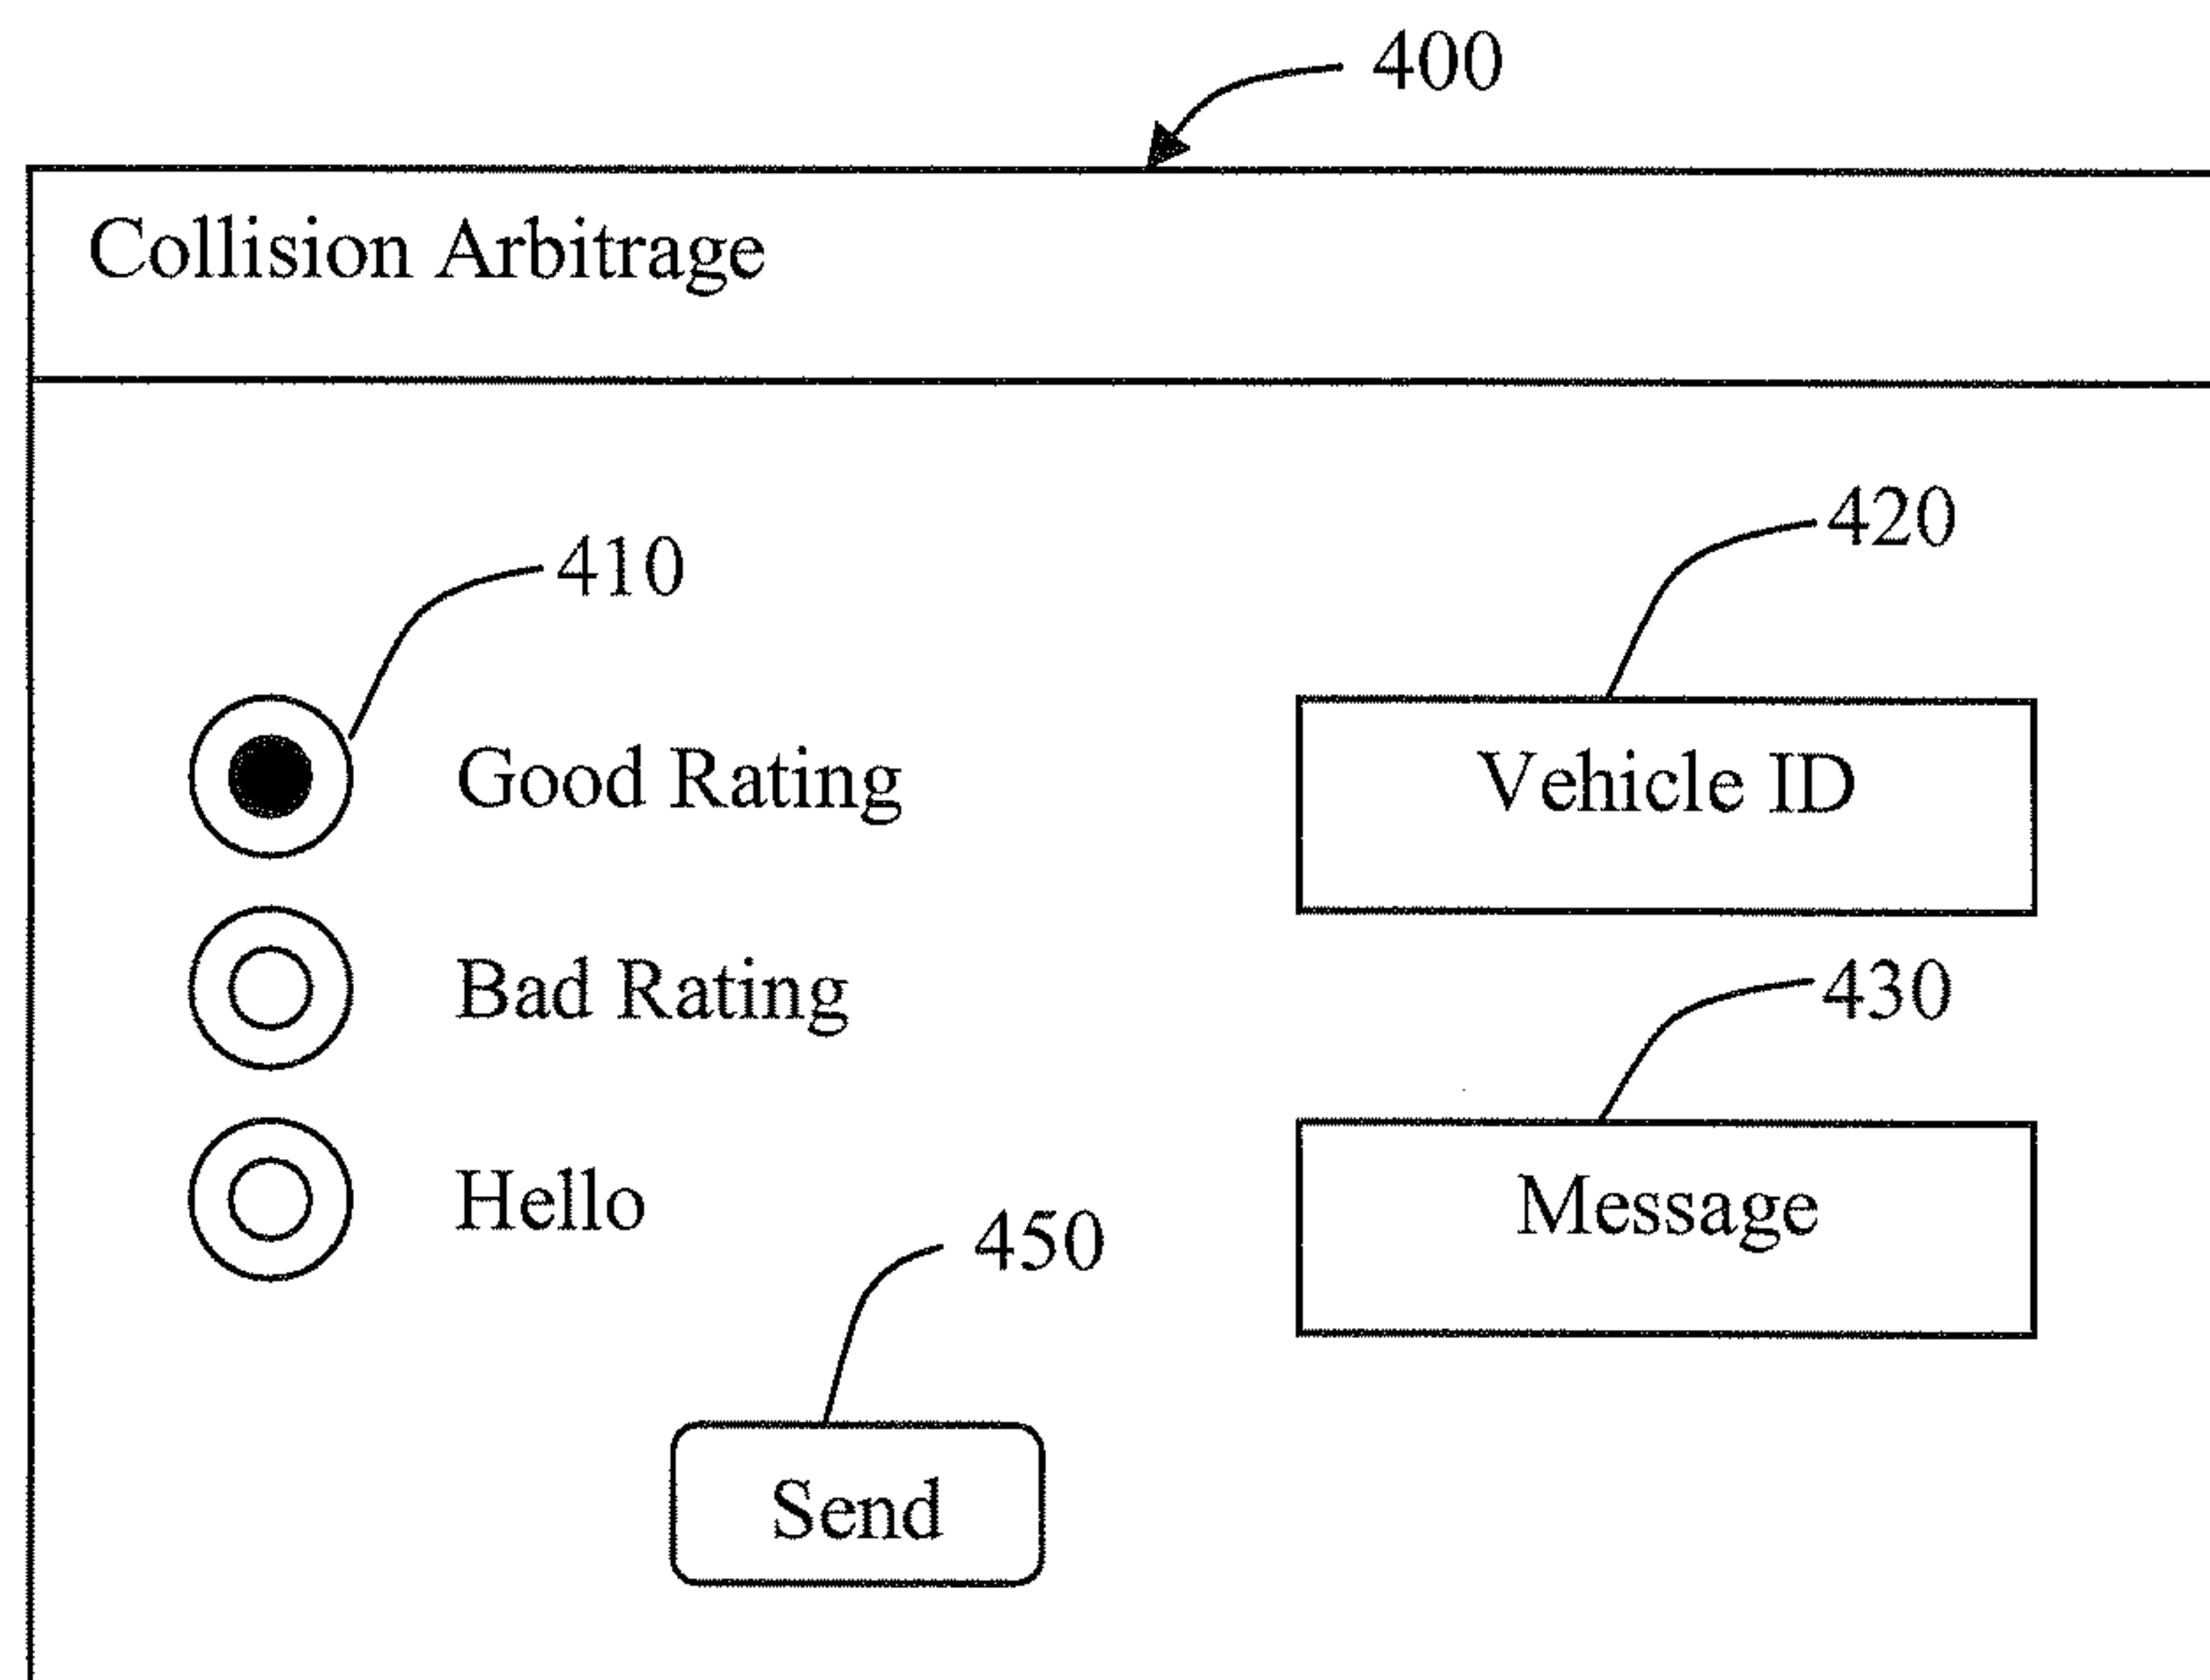 400
Collision Arbitrage
420
410
Good Rating
Vehicle ID
Bad Rating
430
Hello
Message
450
Send